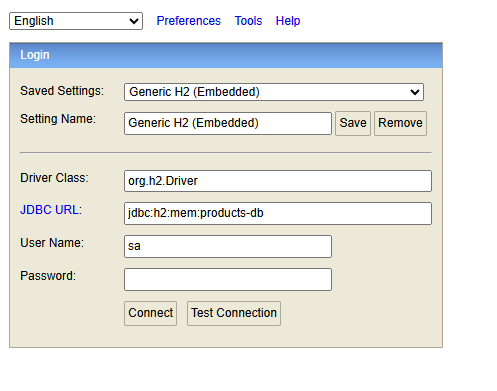 English Preferences Tools Help
Login
Saved Settings: Generic H2 (Embedded)
Setting Name: Generic H2 (Embedded) Save Remove
Driver Class: org.h2.Driver
JDBC URL: jdbc:h2:mem:products-db
User Name: sa
Password:
Connect Test Connection